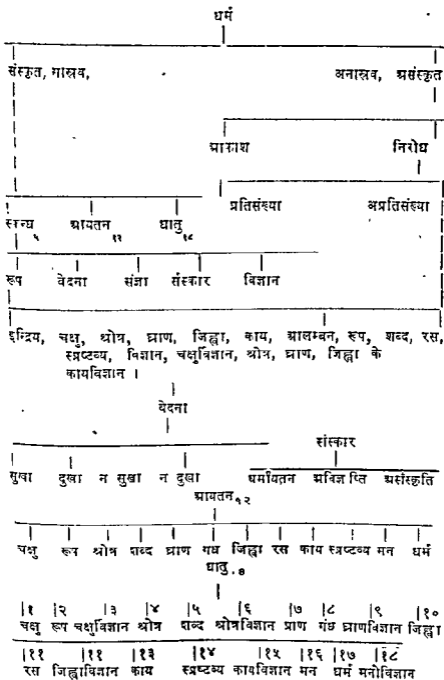 धर्म
संस्कृत, सास्रव, अनास्रव, असंस्कृत
आकाश निरोध
प्रतिसंख्या अप्रतिसंख्या
स्कन्ध ५ आयतन १२ धातु १८
रूप वेदना संज्ञा संस्कार विज्ञान
इन्द्रिय, चक्षु, श्रोत्र, घ्राण, जिह्वा, काय, आलम्बन, रूप, शब्द, रस,
स्प्रष्टव्य, विज्ञान, चक्षुर्विज्ञान, श्रोत्र, घ्राण, जिह्वा के
कायविज्ञान ।
वेदना
संस्कार
सुखा दुखा न सुखा न दुखा धर्मायतन अविज्ञप्ति असंस्कृति
आयतन १२
चक्षु रूप श्रोत्र शब्द घ्राण गंध जिह्वा रस काय स्प्रष्टव्य मन धर्म
धातु . ८
|१ |२ |३ |४ |५ |६ |७ |८ |९ |१०
चक्षु रूप चक्षुविज्ञान श्रोत्र शब्द श्रोत्रविज्ञान प्राण गंध घ्राणविज्ञान जिह्वा
|११ |११ |१३ |१४ |१५ |१६ |१७ |१८
रस जिह्वाविज्ञान काय स्प्रष्टव्य कायविज्ञान मन धर्म मनोविज्ञान